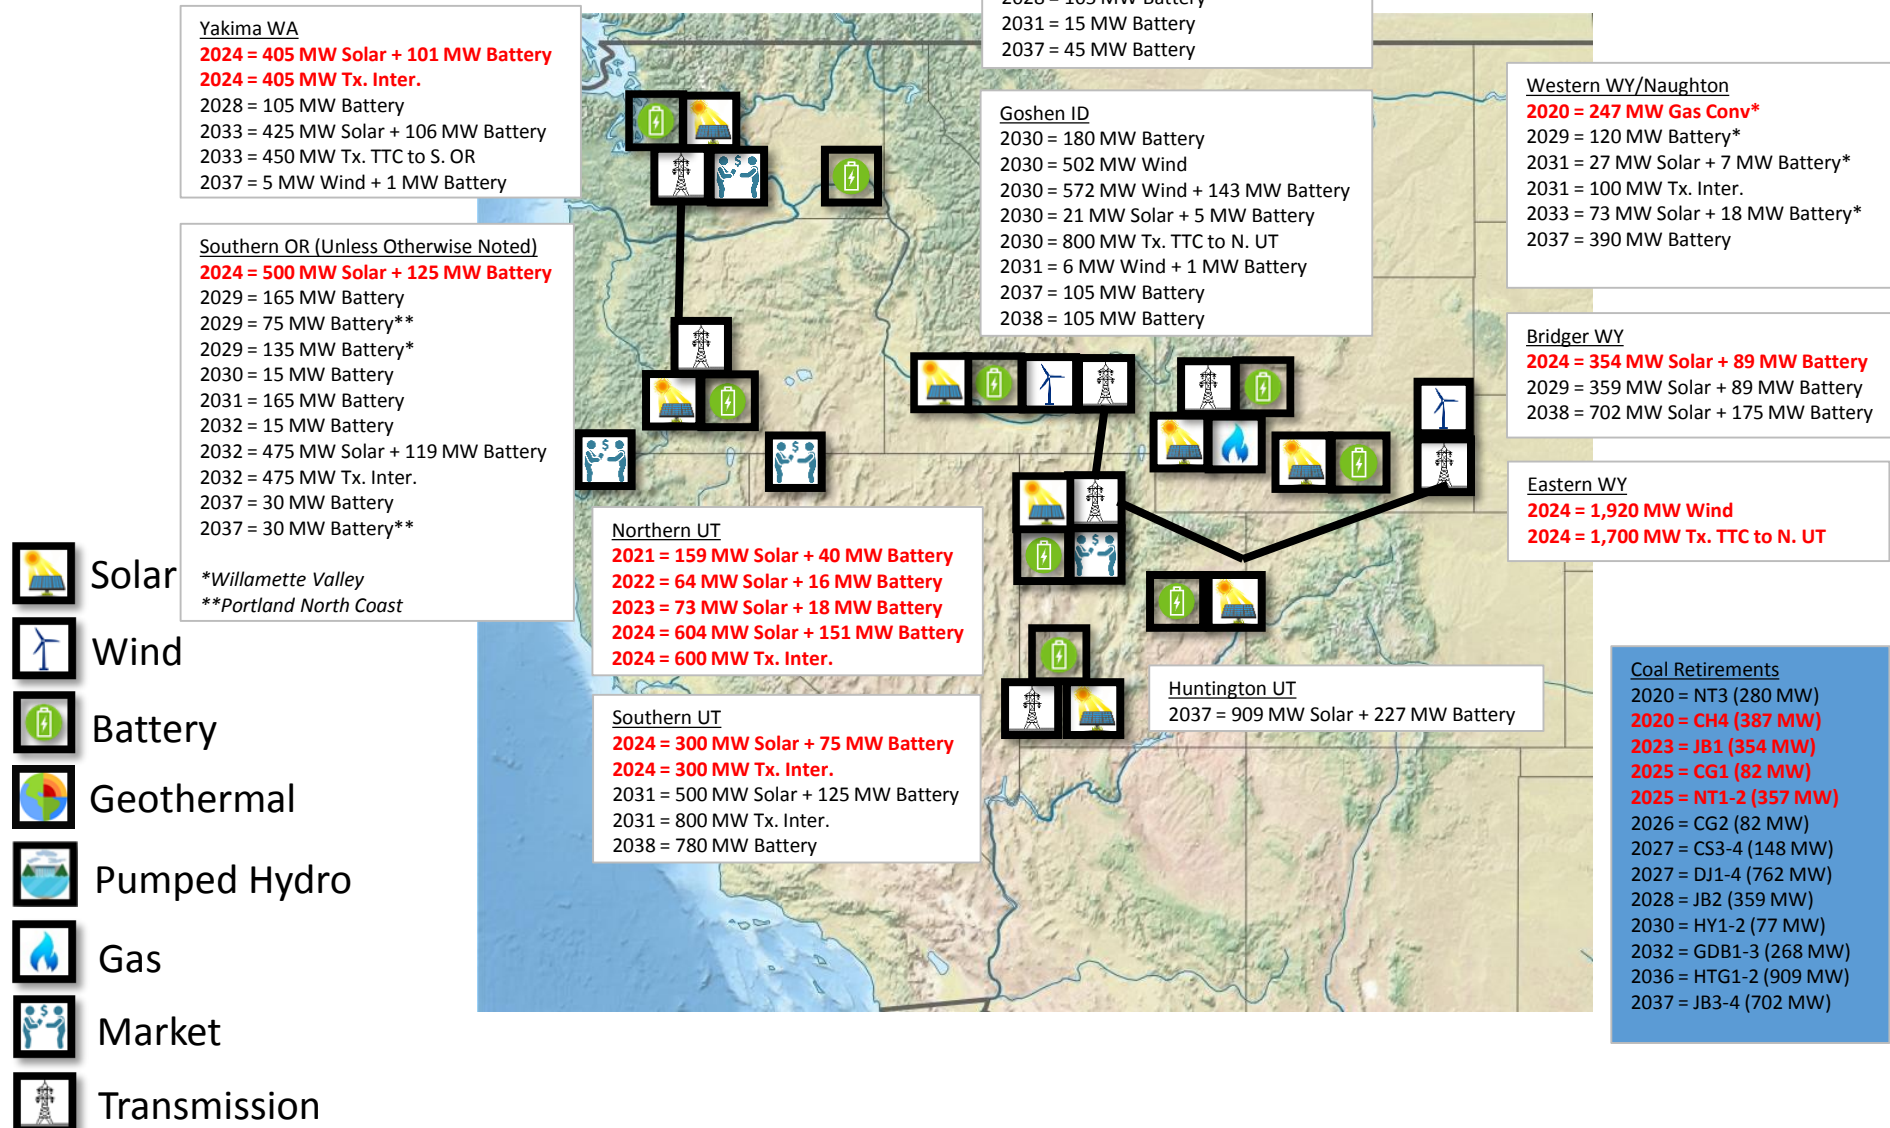 Yakima WA
2024 = 405 MW Solar + 101 MW Battery
2024 = 405 MW Tx. Inter.
2028 = 105 MW Battery
2033 = 425 MW Solar + 106 MW Battery
2033 = 450 MW Tx. TTC to S. OR
2037 = 5 MW Wind + 1 MW Battery
2031 = 15 MW Battery
2037 = 45 MW Battery
Southern OR (Unless Otherwise Noted)
2024 = 500 MW Solar + 125 MW Battery
2029 = 165 MW Battery
2029 = 75 MW Battery**
2029 = 135 MW Battery*
2030 = 15 MW Battery
2031 = 165 MW Battery
2032 = 15 MW Battery
2032 = 475 MW Solar + 119 MW Battery
2032 = 475 MW Tx. Inter.
2037 = 30 MW Battery
2037 = 30 MW Battery**
*Willamette Valley
**Portland North Coast
Goshen ID
2030 = 180 MW Battery
2030 = 502 MW Wind
2030 = 572 MW Wind + 143 MW Battery
2030 = 21 MW Solar + 5 MW Battery
2030 = 800 MW Tx. TTC to N. UT
2031 = 6 MW Wind + 1 MW Battery
2037 = 105 MW Battery
2038 = 105 MW Battery
Western WY/Naughton
2020 = 247 MW Gas Conv*
2029 = 120 MW Battery*
2031 = 27 MW Solar + 7 MW Battery*
2031 = 100 MW Tx. Inter.
2033 = 73 MW Solar + 18 MW Battery*
2037 = 390 MW Battery
Bridger WY
2024 = 354 MW Solar + 89 MW Battery
2029 = 359 MW Solar + 89 MW Battery
2038 = 702 MW Solar + 175 MW Battery
Eastern WY
2024 = 1,920 MW Wind
2024 = 1,700 MW Tx. TTC to N. UT
Northern UT
2021 = 159 MW Solar + 40 MW Battery
2022 = 64 MW Solar + 16 MW Battery
2023 = 73 MW Solar + 18 MW Battery
2024 = 604 MW Solar + 151 MW Battery
2024 = 600 MW Tx. Inter.
Southern UT
2024 = 300 MW Solar + 75 MW Battery
2024 = 300 MW Tx. Inter.
2031 = 500 MW Solar + 125 MW Battery
2031 = 800 MW Tx. Inter.
2038 = 780 MW Battery
Huntington UT
2037 = 909 MW Solar + 227 MW Battery
Coal Retirements
2020 = NT3 (280 MW)
2020 = CH4 (387 MW)
2023 = JB1 (354 MW)
2025 = CG1 (82 MW)
2025 = NT1-2 (357 MW)
2026 = CG2 (82 MW)
2027 = CS3-4 (148 MW)
2027 = DJ1-4 (762 MW)
2028 = JB2 (359 MW)
2030 = HY1-2 (77 MW)
2032 = GDB1-3 (268 MW)
2036 = HTG1-2 (909 MW)
2037 = JB3-4 (702 MW)
Solar
Wind
Battery
Geothermal
Pumped Hydro
Gas
Market
Transmission